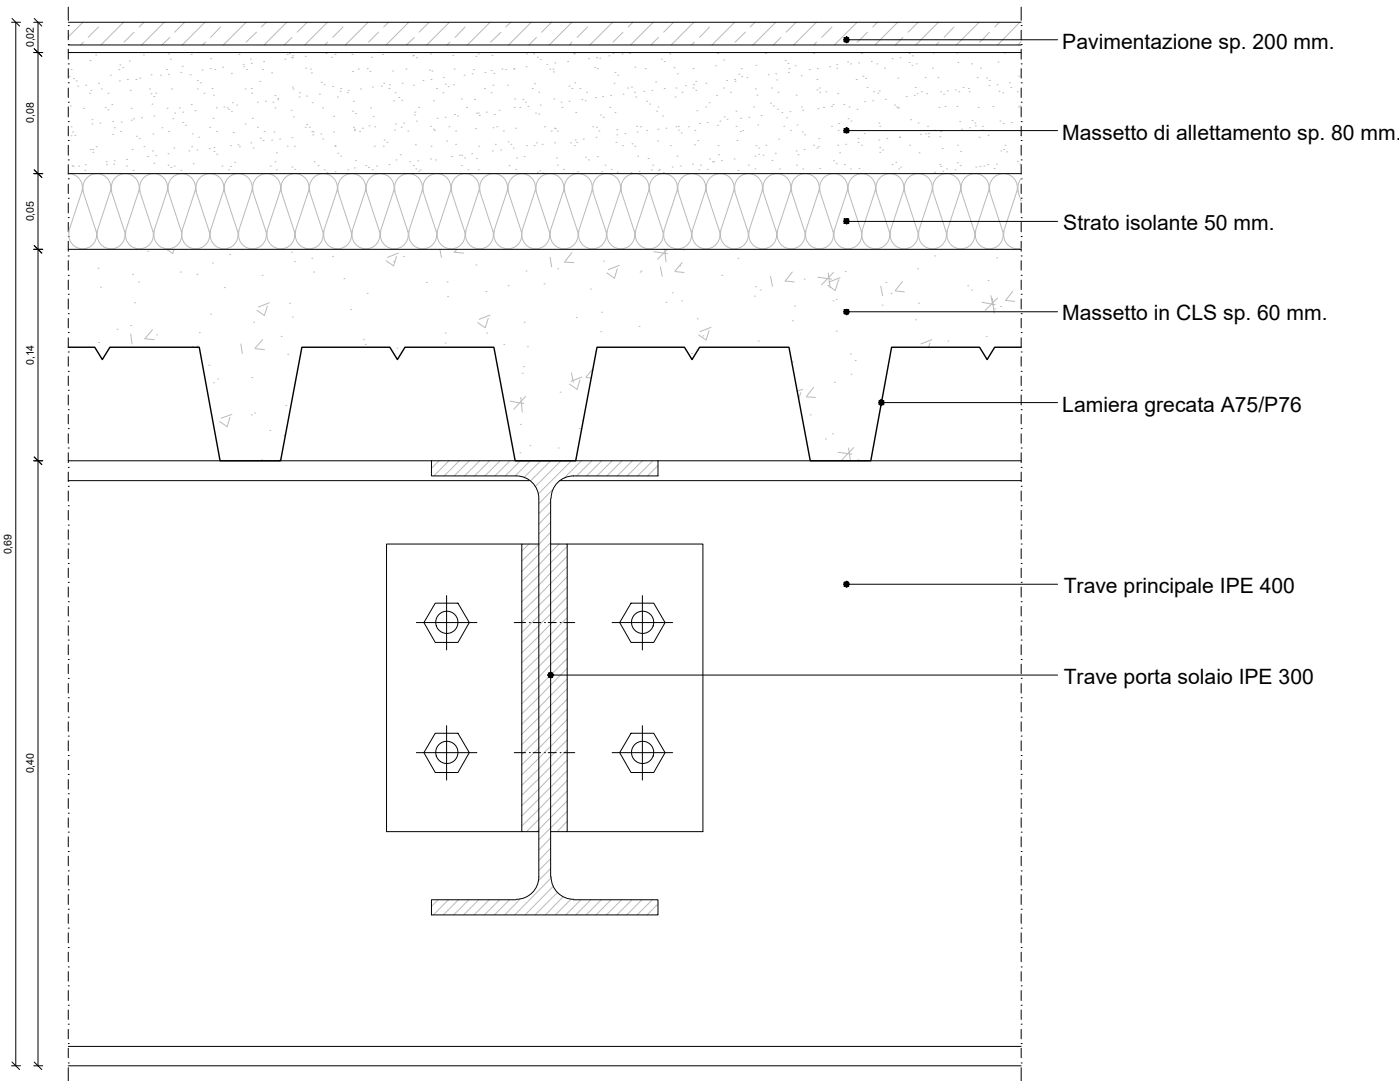 0,02
Pavimentazione sp. 200 mm.
0,08
Massetto di allettamento sp. 80 mm.
0,05
Strato isolante 50 mm.
Massetto in CLS sp. 60 mm.
0,14
Lamiera grecata A75/P76
0,69
Trave principale IPE 400
Trave porta solaio IPE 300
0,40